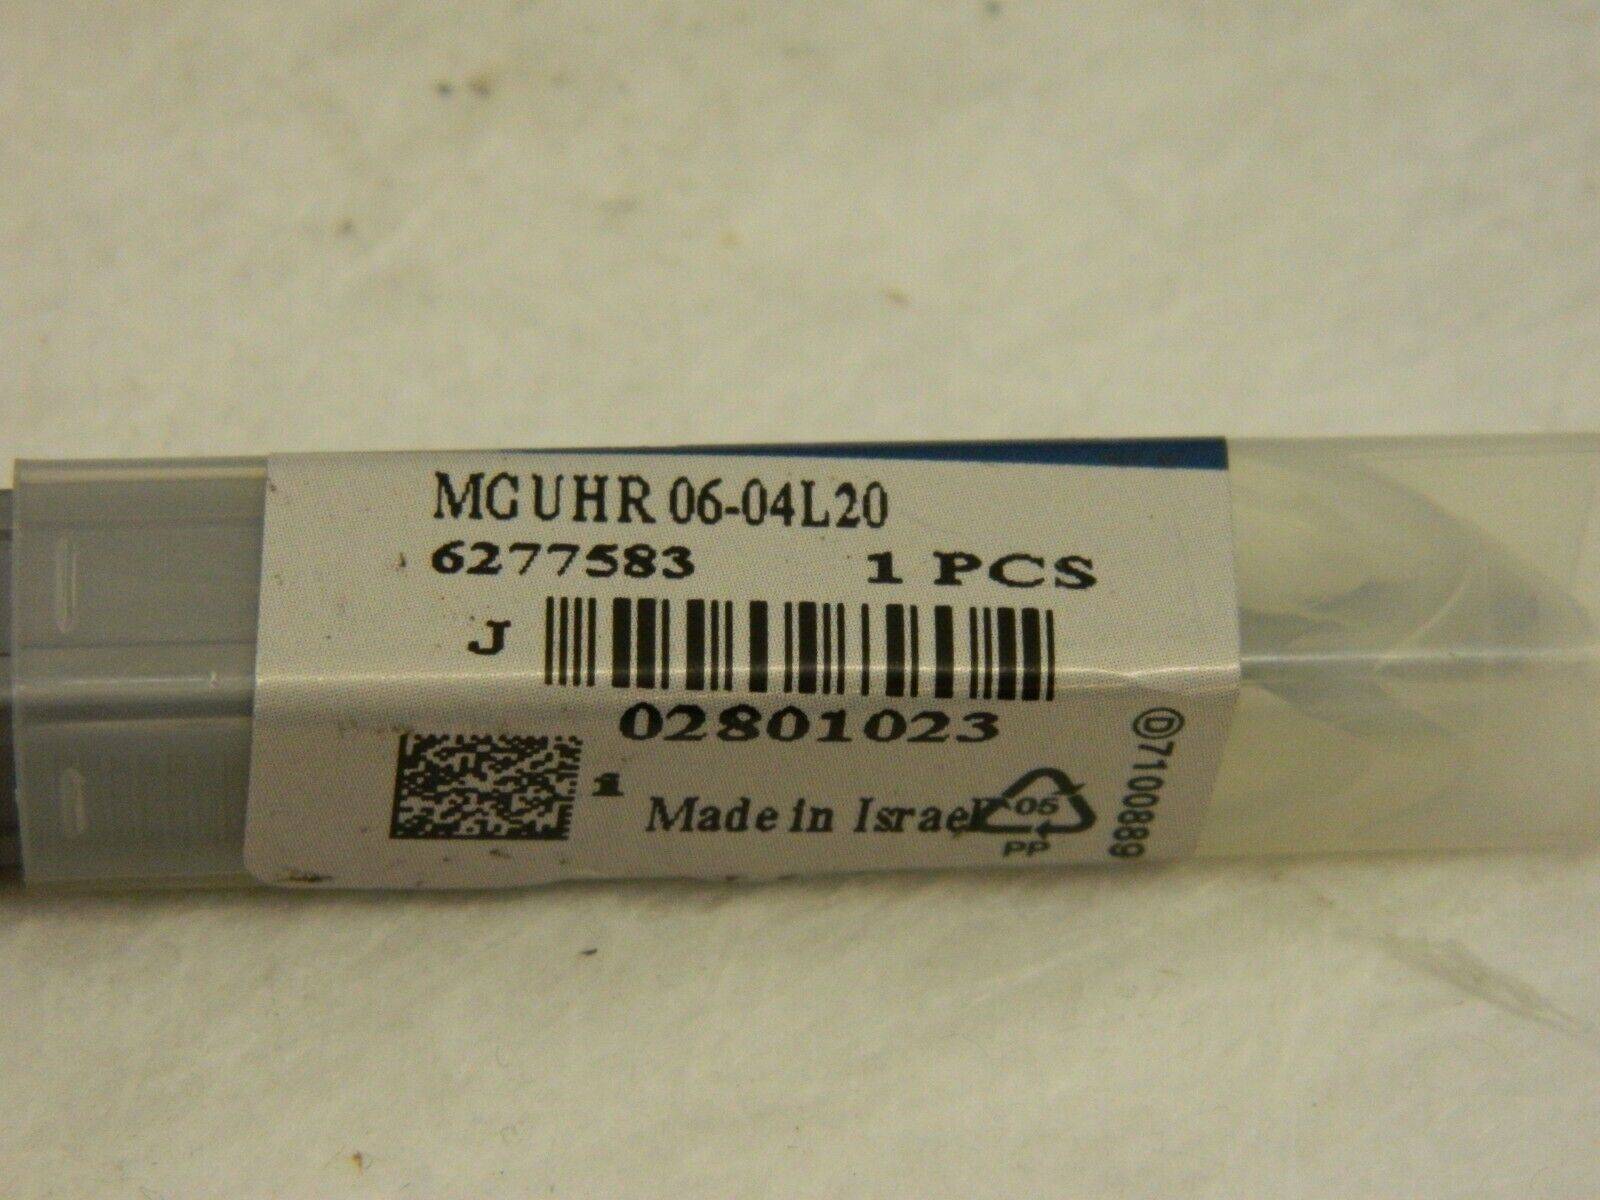 MGUHR 06-04L20
6277583 1 PCS
J
02801023
1
Made in Israel
05
PP
Ⓓ7100889